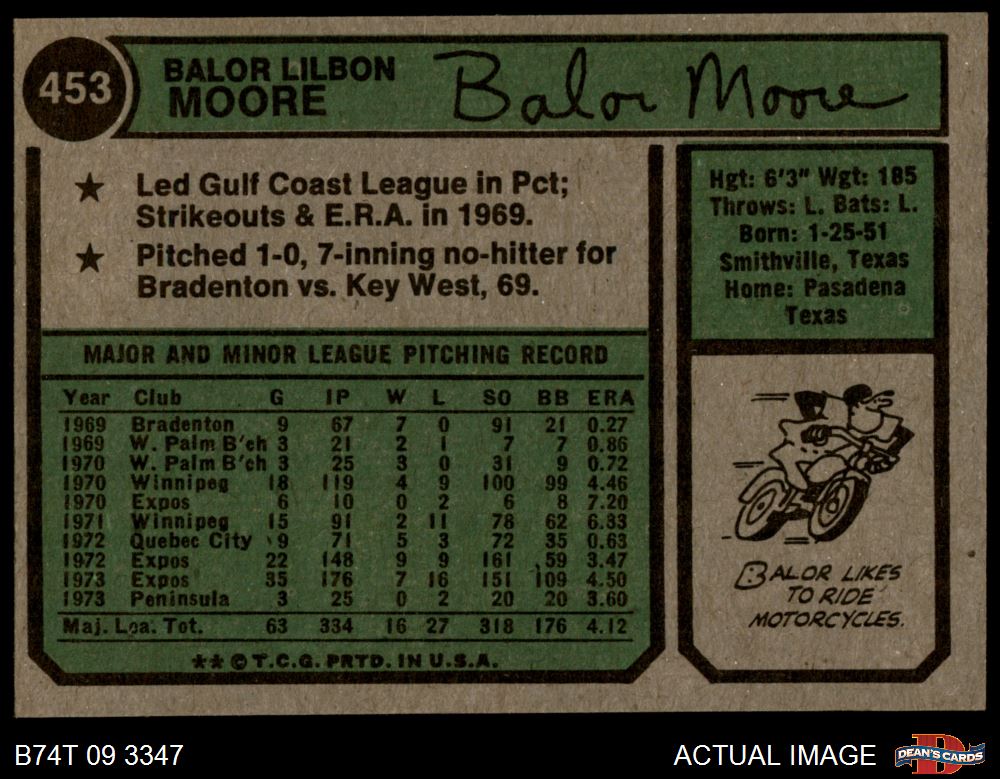 453
BALOR LILBON
MOORE
Balor Moore
★ Led Gulf Coast League in Pct;
Strikeouts & E.R.A. in 1969.
★ Pitched 1-0, 7-inning no-hitter for
Bradenton vs. Key West, 69.
Hgt: 6'3" Wgt: 185
Throws: L. Bats: L.
Born: 1-25-51
Smithville, Texas
Home: Pasadena
Texas
MAJOR AND MINOR LEAGUE PITCHING RECORD
Year Club G IP W L SO BB ERA
1969 Bradenton 9 67 7 0 91 21 0.27
1969 W. Palm B'ch 3 21 2 1 7 7 0.86
1970 W. Palm B'ch 3 25 3 0 31 9 0.72
1970 Winnipeg 18 119 4 9 100 99 4.46
1970 Expos 6 10 0 2 6 8 7.20
1971 Winnipeg 15 91 2 11 78 62 6.33
1972 Quebec City 9 71 5 3 72 35 0.63
1972 Expos 22 148 9 9 161 59 3.47
1973 Expos 35 176 7 16 151 109 4.50
1973 Peninsula 3 25 0 2 20 20 3.60
Maj. Lea. Tot. 63 334 16 27 318 176 4.12
** © T.C.G. PRTD. IN U.S.A.
BALOR LIKES
TO RIDE
MOTORCYCLES.
B74T 09 3347
ACTUAL IMAGE
D
DEAN'S CARDS